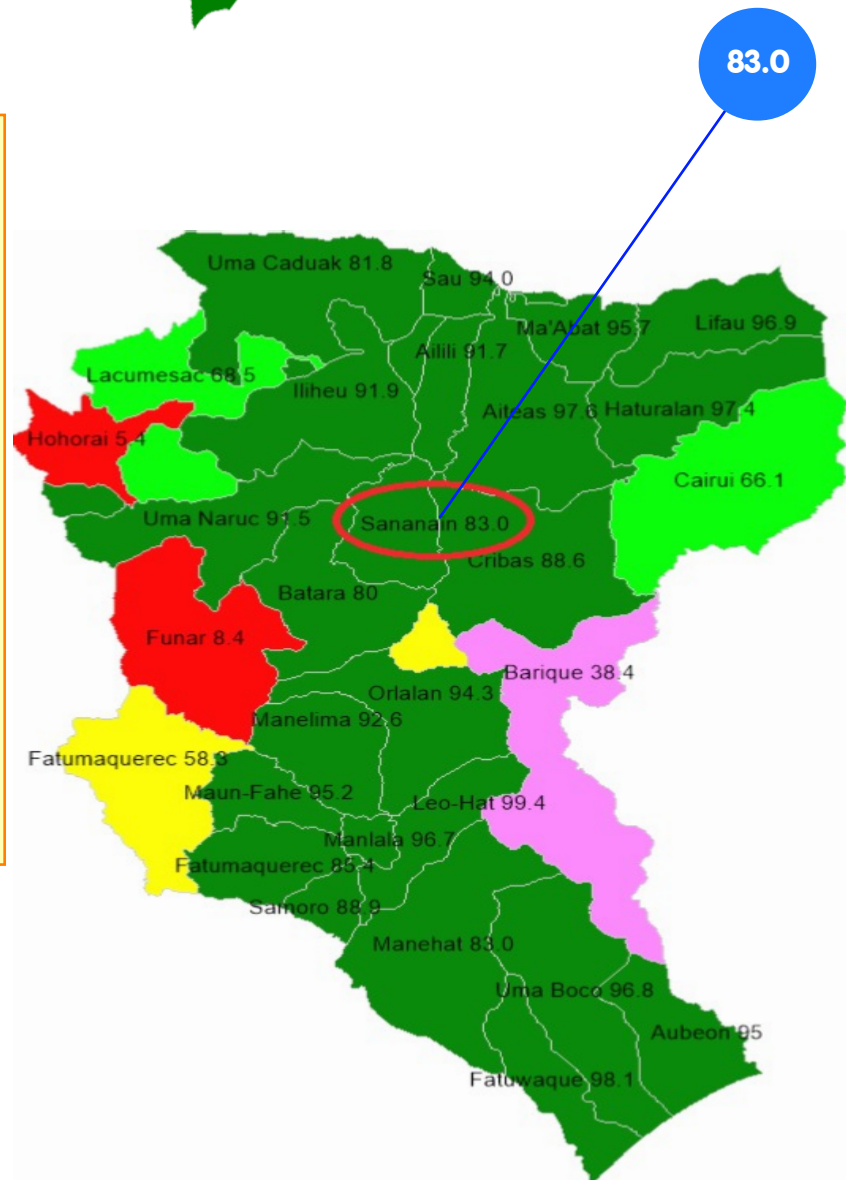 83.0
Uma Caduak 81.8
Sau 94.0
Ma'Abat 95.7
Lifau 96.9
Ailili 91.7
Lacumesac 68.5
Iliheu 91.9
Aiteas 97.6
Haturalan 97.4
Hohorai 5.4
Cairui 66.1
Uma Naruc 91.5
Sananain 83.0
Cribas 88.6
Batara 80
Funar 8.4
Barique 38.4
Orlalan 94.3
Manelima 92.6
Fatumaquerec 58.3
Maun-Fahe 95.2
Leo-Hat 99.4
Manlala 96.7
Fatumaquerec 85.4
Samoro 88.9
Manehat 83.0
Uma Boco 96.8
Aubeon 95
Fatuwaque 98.1